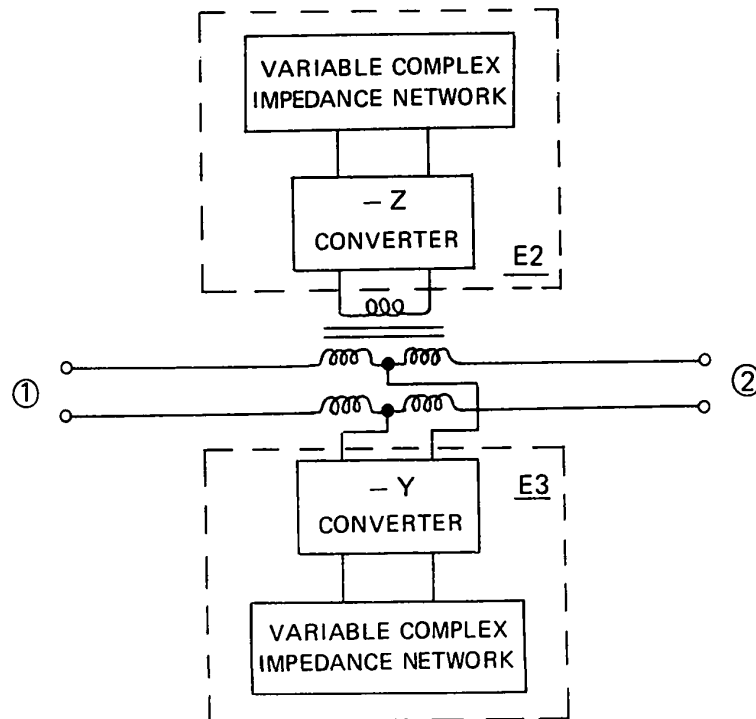 VARIABLE COMPLEX
IMPEDANCE NETWORK
– Z
CONVERTER
E2
①
②
– Y
CONVERTER
E3
VARIABLE COMPLEX
IMPEDANCE NETWORK